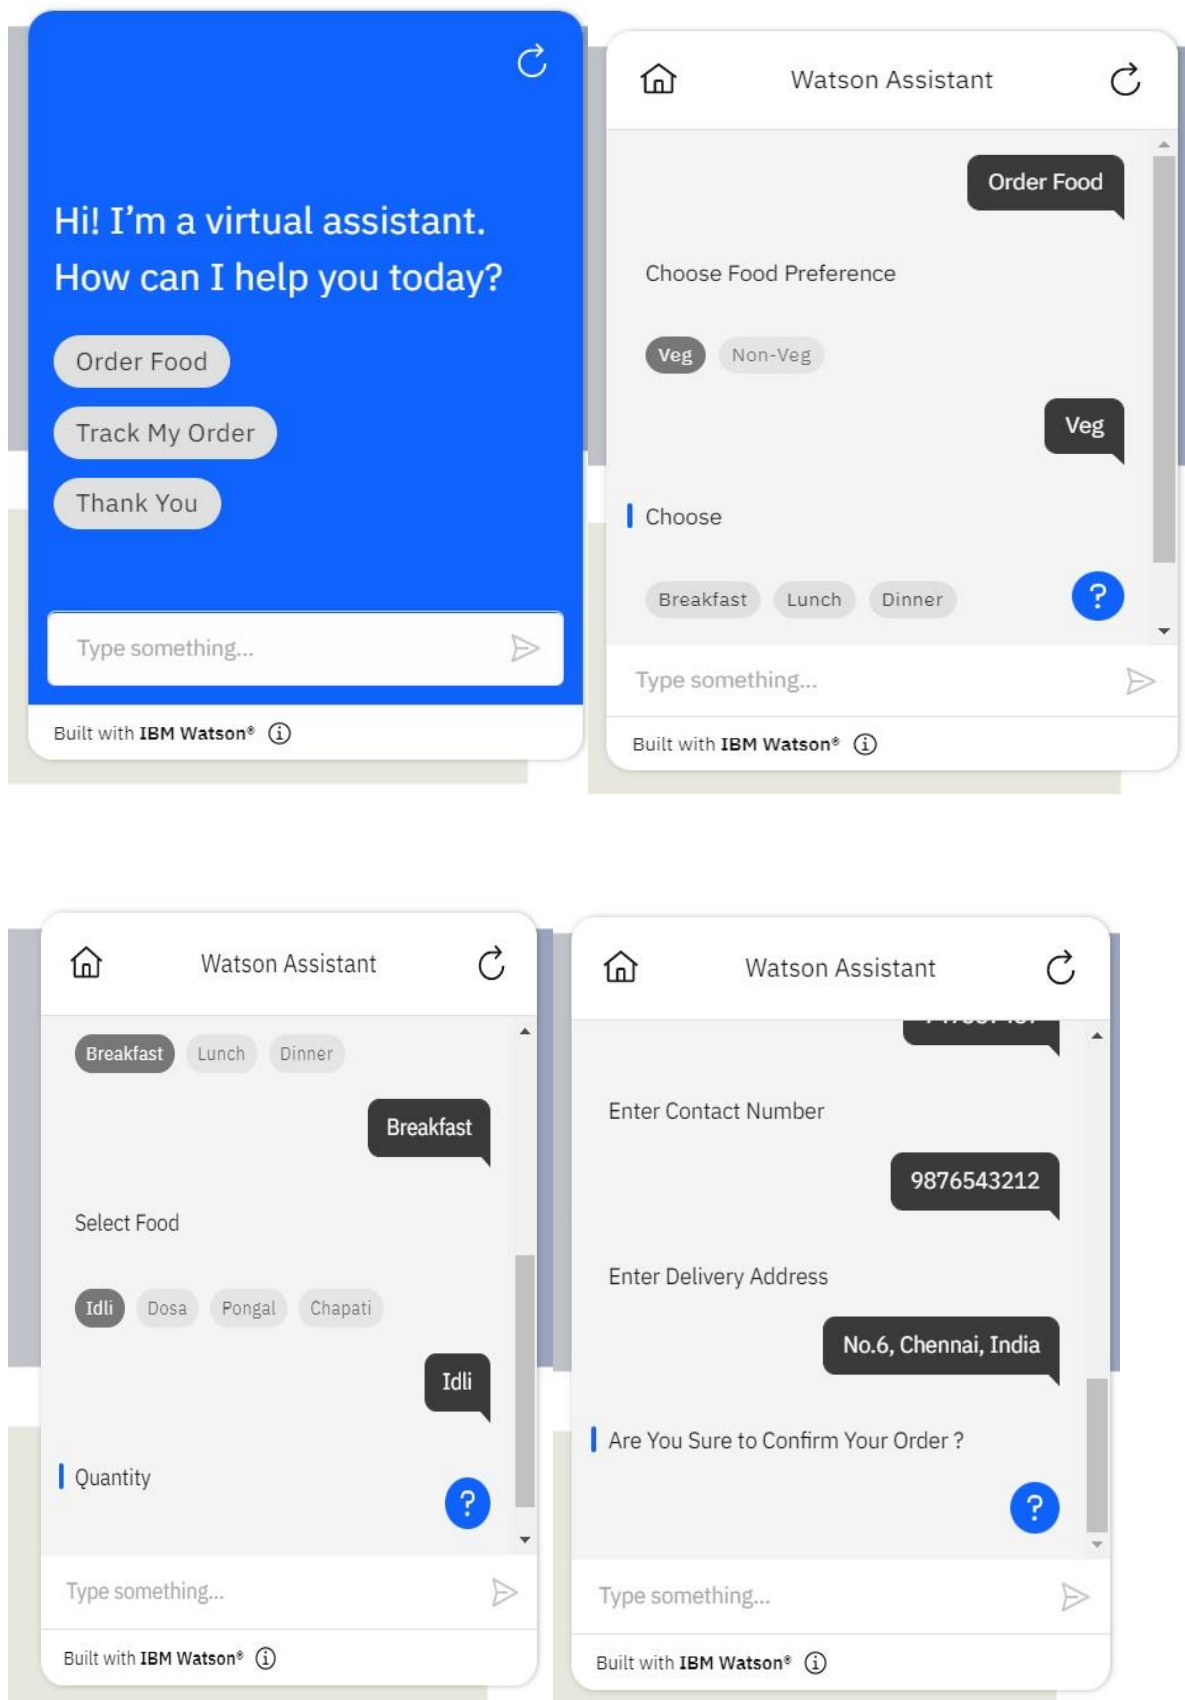 Hi! I'm a virtual assistant.
How can I help you today?
Order Food
Track My Order
Thank You
Type something...
Built with IBM Watson®
Watson Assistant
Order Food
Choose Food Preference
Veg Non-Veg
Veg
Choose
Breakfast Lunch Dinner
?
Type something...
Built with IBM Watson®
Watson Assistant
Breakfast Lunch Dinner
Breakfast
Select Food
Idli Dosa Pongal Chapati
Idli
Quantity
?
Type something...
Built with IBM Watson®
Watson Assistant
Enter Contact Number
9876543212
Enter Delivery Address
No.6, Chennai, India
Are You Sure to Confirm Your Order ?
?
Type something...
Built with IBM Watson®